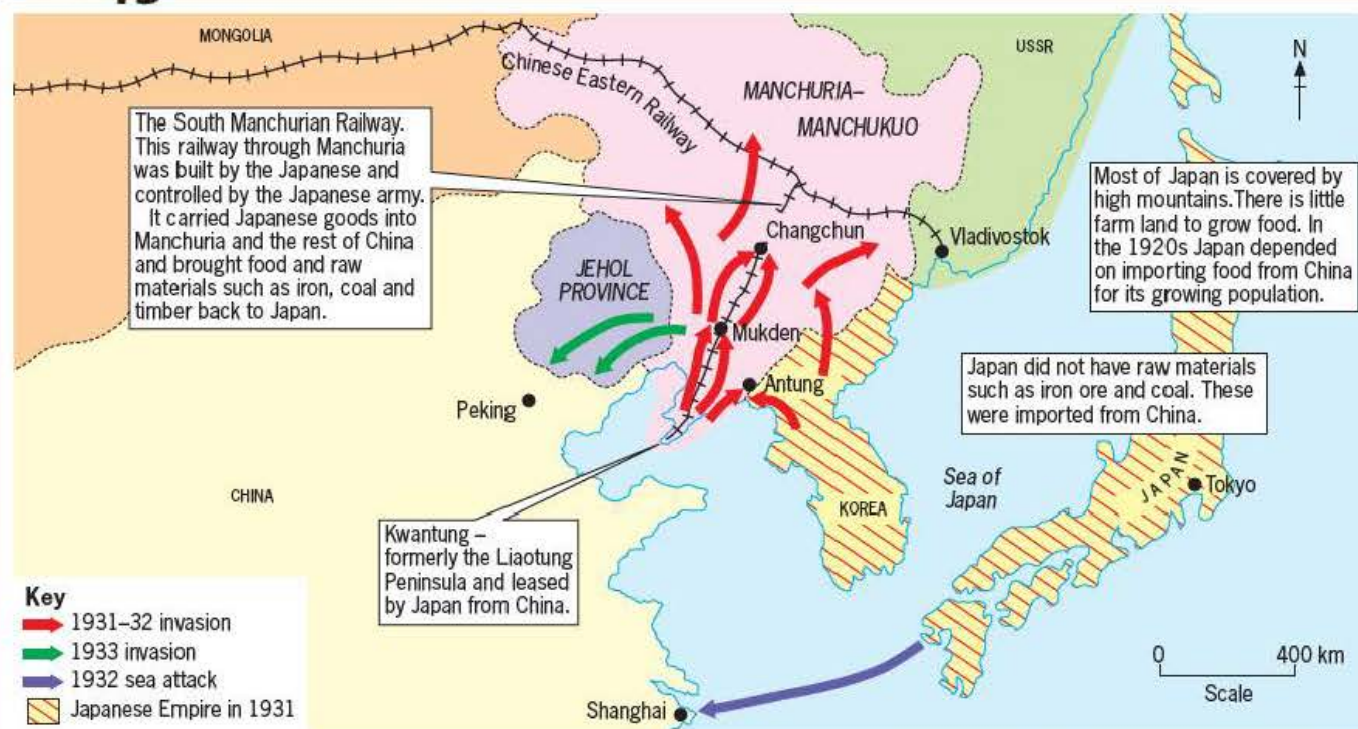 MONGOLIA
USSR
N
Chinese Eastern Railway
MANCHURIA–
MANCHUKUO
The South Manchurian Railway.
This railway through Manchuria
was built by the Japanese and
controlled by the Japanese army.
It carried Japanese goods into
Manchuria and the rest of China
and brought food and raw
materials such as iron, coal and
timber back to Japan.
Most of Japan is covered by
high mountains. There is little
farm land to grow food. In
the 1920s Japan depended
on importing food from China
for its growing population.
Changchun
Vladivostok
JEHOL
PROVINCE
Mukden
Antung
Japan did not have raw materials
such as iron ore and coal. These
were imported from China.
Peking
Sea of
Japan
JAPAN
Tokyo
CHINA
KOREA
Kwantung –
formerly the Liaotung
Peninsula and leased
by Japan from China.
Key
1931–32 invasion
1933 invasion
1932 sea attack
Japanese Empire in 1931
Shanghai
0 400 km
Scale